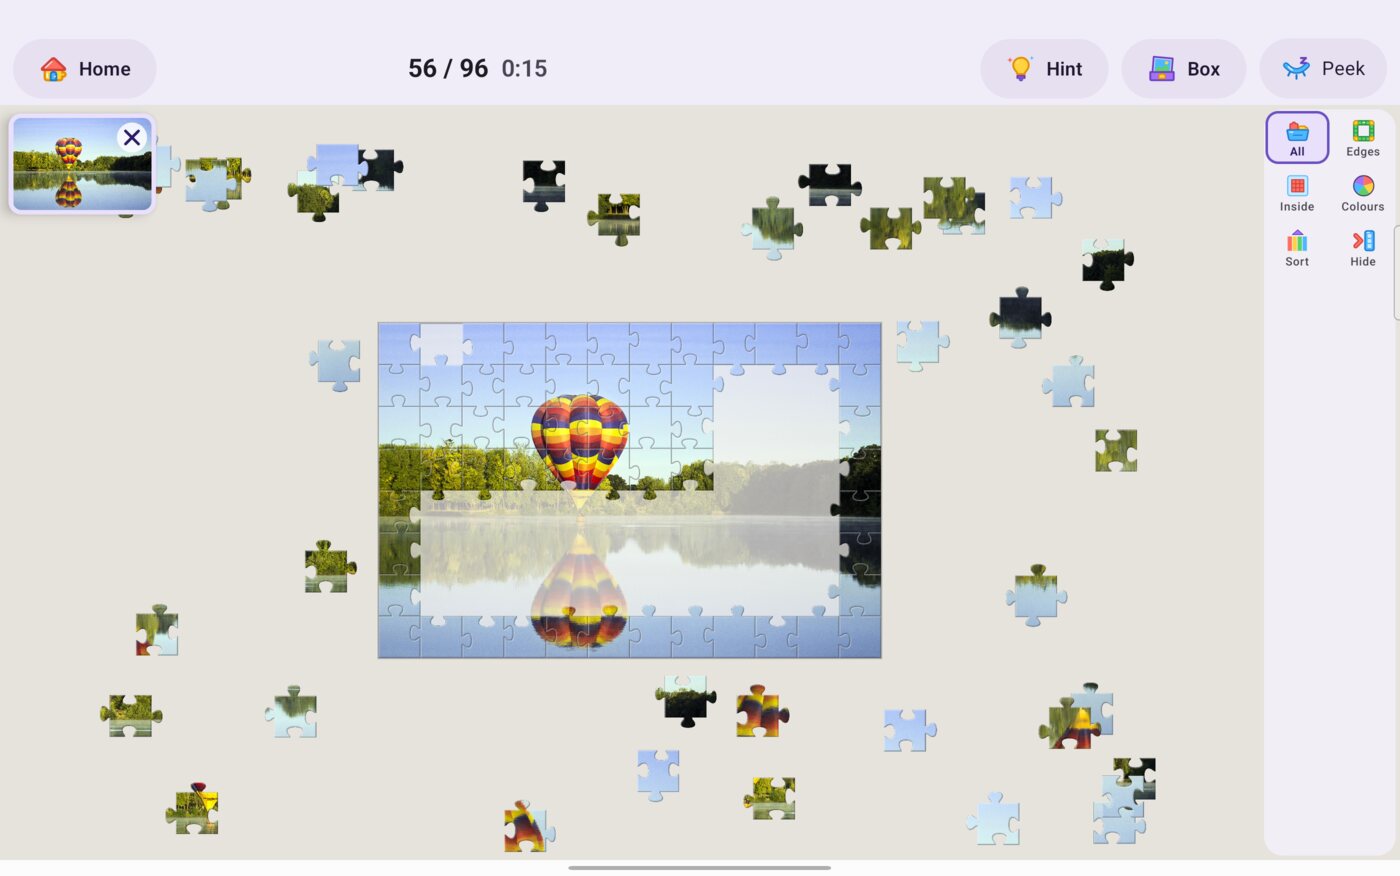 Home
56 / 96 0:15
Hint
Box
Peek
All
Edges
Inside
Colours
Sort
Hide